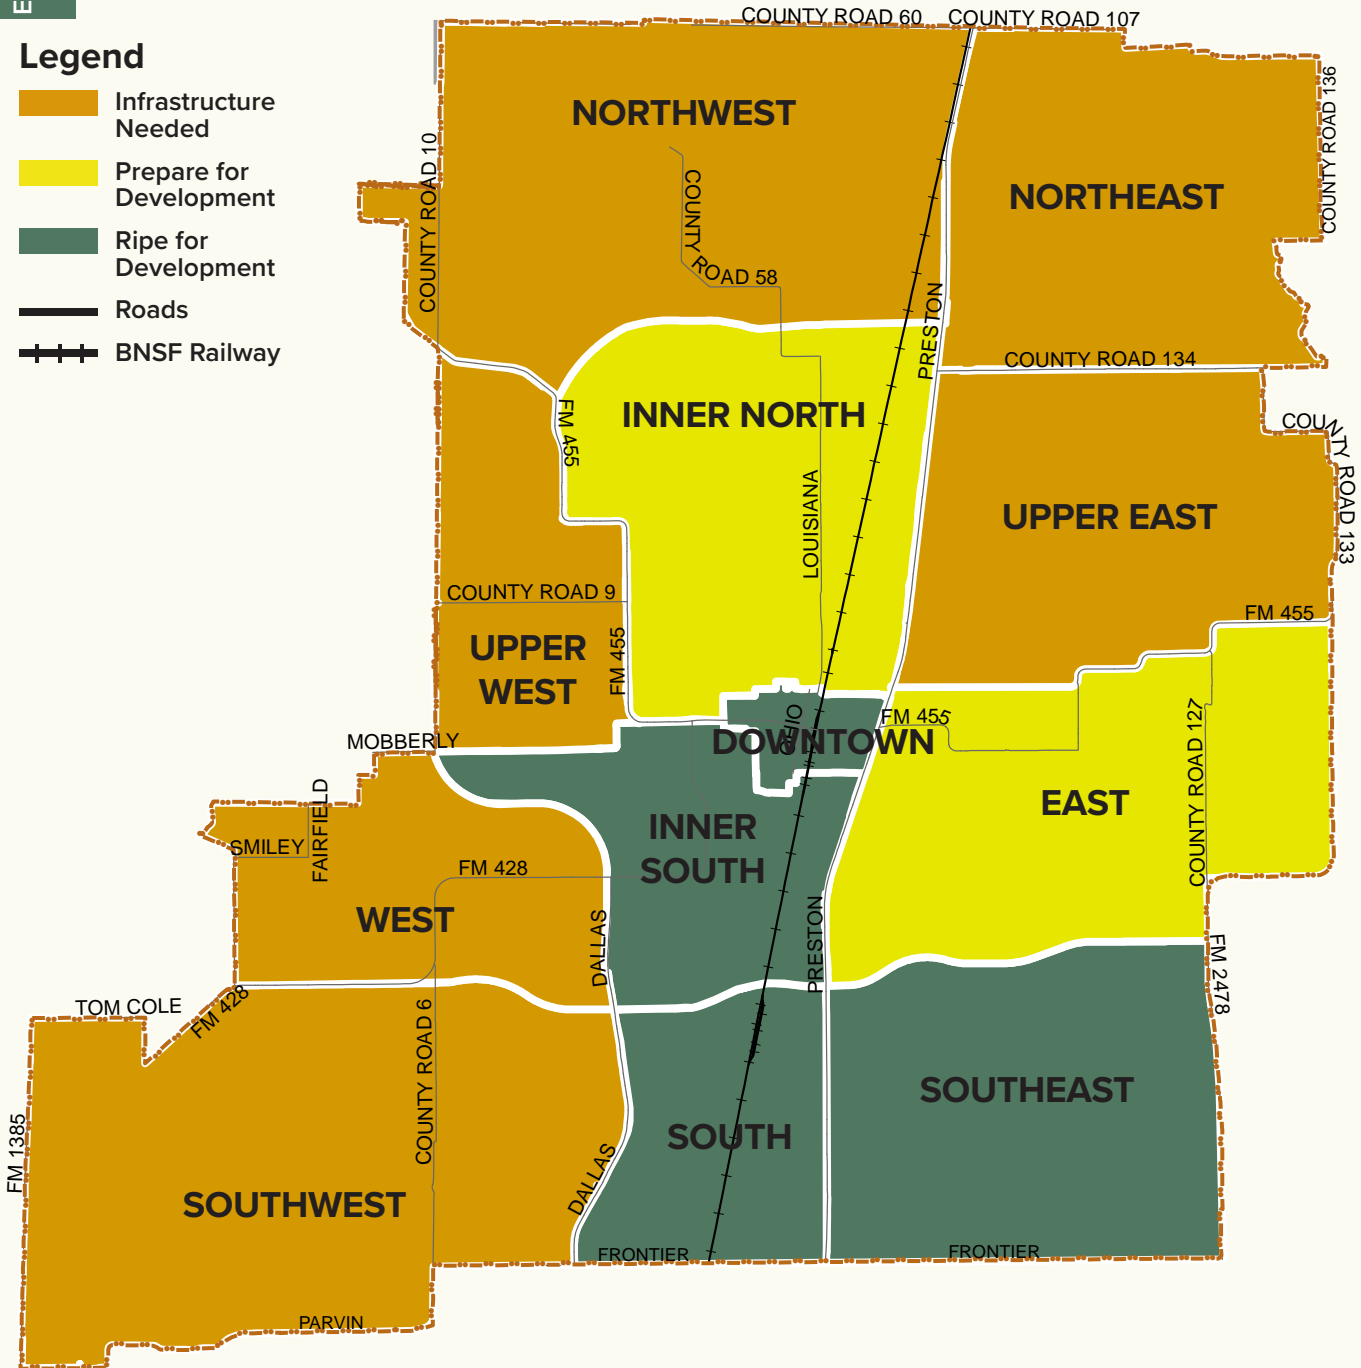 E
Legend
Infrastructure
Needed
Prepare for
Development
Ripe for
Development
Roads
BNSF Railway
COUNTY ROAD 60
COUNTY ROAD 107
COUNTY ROAD 136
NORTHWEST
COUNTY ROAD 10
NORTHEAST
COUNTY ROAD 58
PRESTON
COUNTY ROAD 134
INNER NORTH
FM 455
COUNTY ROAD 133
LOUISIANA
UPPER EAST
COUNTY ROAD 9
FM 455
UPPER
WEST
FM 455
FM 455
OHIO
DOWNTOWN
COUNTY ROAD 127
MOBBERLY
FAIRFIELD
EAST
INNER
SOUTH
SMILEY
FM 428
WEST
DALLAS
PRESTON
FM 2478
TOM COLE
FM 428
COUNTY ROAD 6
SOUTHEAST
FM 1385
SOUTH
DALLAS
SOUTHWEST
FRONTIER
FRONTIER
PARVIN